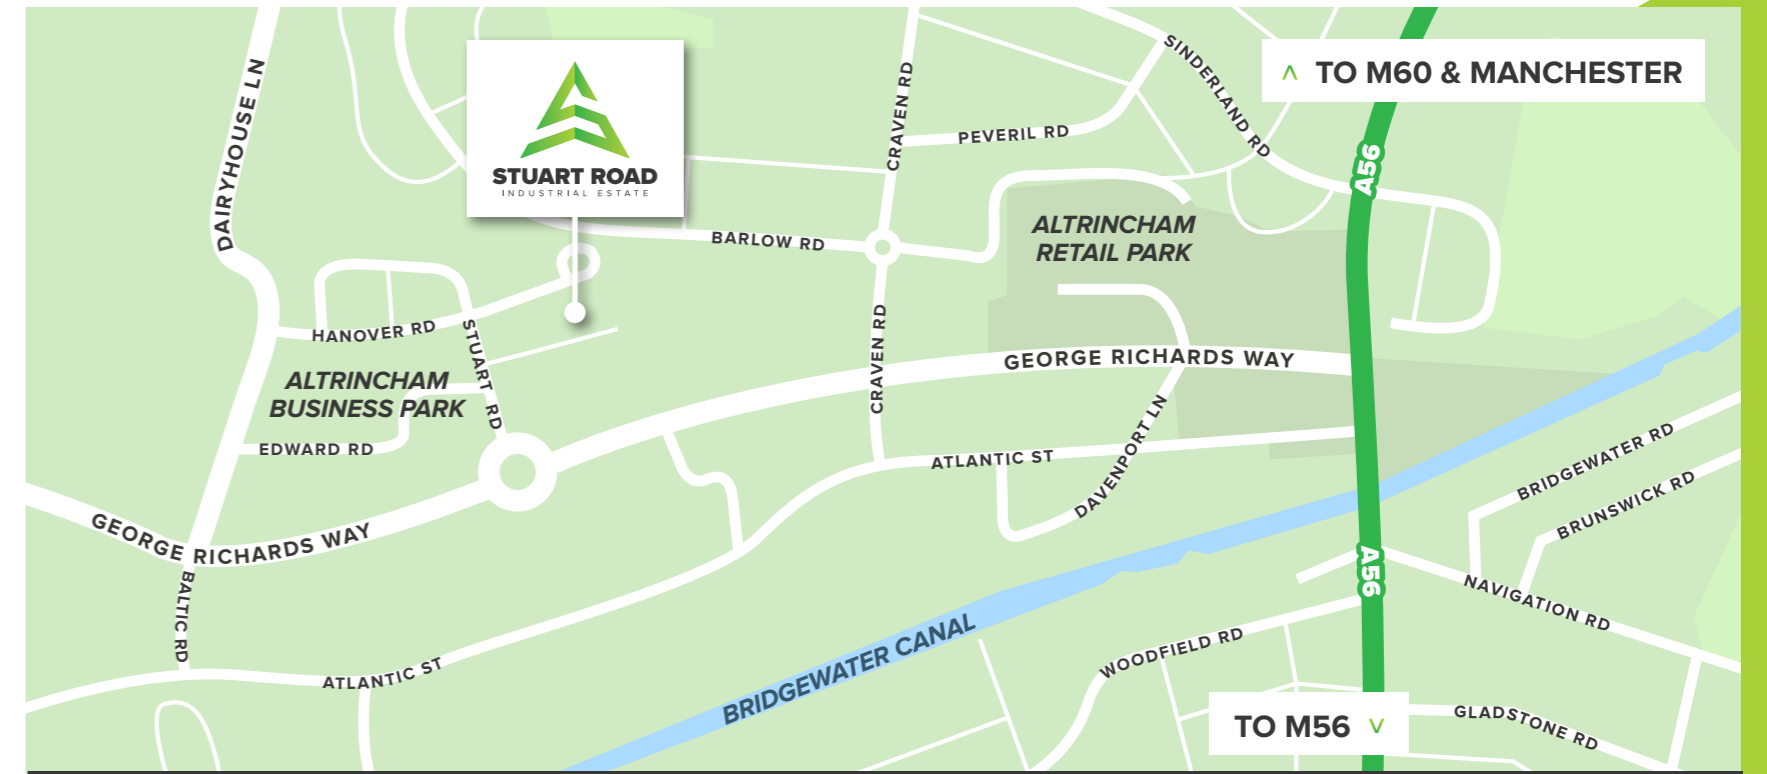 SINDERLAND RD
˄ TO M60 & MANCHESTER
DAIRYHOUSE LN
CRAVEN RD
PEVERIL RD
A56
STUART ROAD
INDUSTRIAL ESTATE
BARLOW RD
ALTRINCHAM
RETAIL PARK
HANOVER RD
STUART RD
CRAVEN RD
GEORGE RICHARDS WAY
ALTRINCHAM
BUSINESS PARK
EDWARD RD
ATLANTIC ST
DAVENPORT LN
BRIDGEWATER RD
BRUNSWICK RD
GEORGE RICHARDS WAY
A56
BALTIC RD
NAVIGATION RD
BRIDGEWATER CANAL
WOODFIELD RD
ATLANTIC ST
TO M56 ˅
GLADSTONE RD